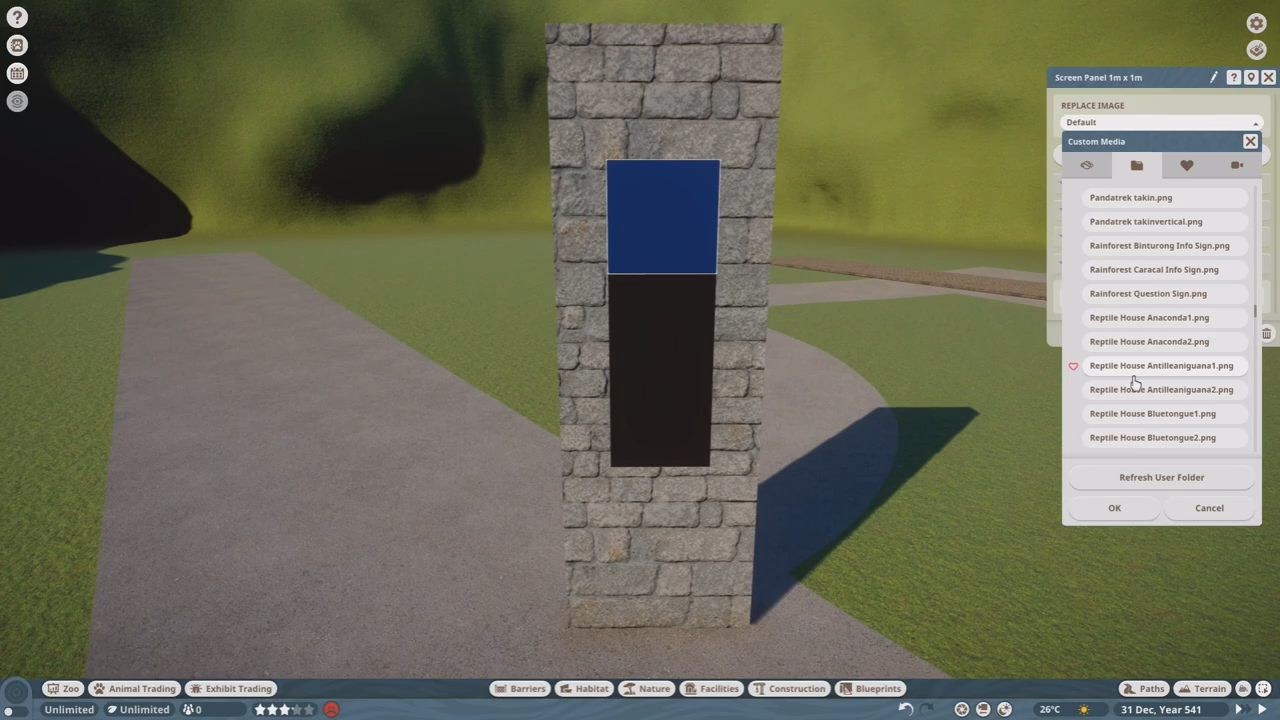 ?
Screen Panel 1m x 1m
?
REPLACE IMAGE
Default
Custom Media
Pandatrek takin.png
Pandatrek takinvertical.png
Rainforest Binturong Info Sign.png
Rainforest Caracal Info Sign.png
Rainforest Question Sign.png
Reptile House Anaconda1.png
Reptile House Anaconda2.png
Reptile House Antilleaniguana1.png
Reptile House Antilleaniguana2.png
Reptile House Bluetongue1.png
Reptile House Bluetongue2.png
Refresh User Folder
OK Cancel
Zoo Animal Trading Exhibit Trading Barriers Habitat Nature Facilities Construction Blueprints Paths Terrain
Unlimited Unlimited 0 26°C 31 Dec, Year 541